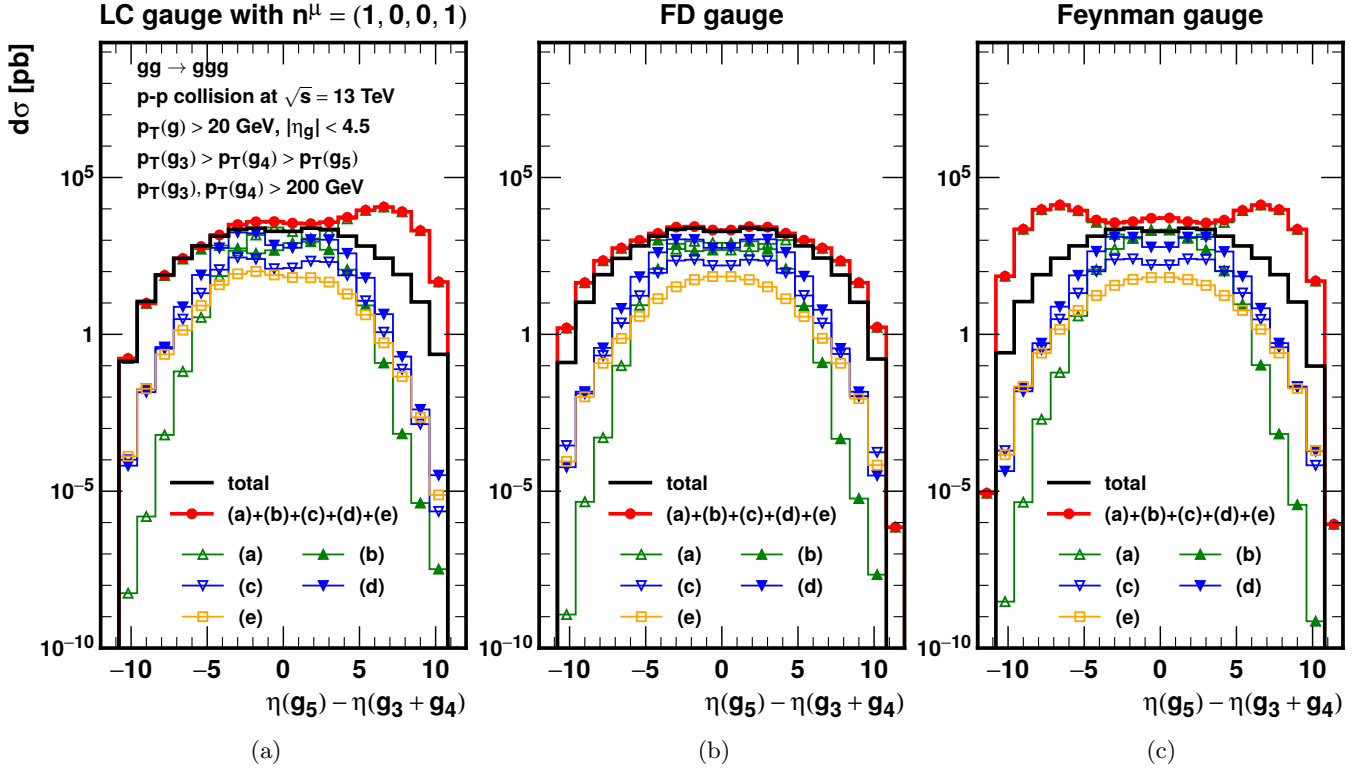 LC gauge with n^μ = (1, 0, 0, 1)
FD gauge
Feynman gauge
dσ [pb]
gg → ggg
p-p collision at √s = 13 TeV
p_T(g) > 20 GeV, |η_g| < 4.5
p_T(g_3) > p_T(g_4) > p_T(g_5)
p_T(g_3), p_T(g_4) > 200 GeV
10^5
1
10^−5
10^−10
total
(a)+(b)+(c)+(d)+(e)
(a) (b)
(c) (d)
(e)
−10 −5 0 5 10
η(g_5) − η(g_3 + g_4)
(a)
10^5
1
10^−5
10^−10
total
(a)+(b)+(c)+(d)+(e)
(a) (b)
(c) (d)
(e)
−10 −5 0 5 10
η(g_5) − η(g_3 + g_4)
(b)
10^5
1
10^−5
10^−10
total
(a)+(b)+(c)+(d)+(e)
(a) (b)
(c) (d)
(e)
−10 −5 0 5 10
η(g_5) − η(g_3 + g_4)
(c)